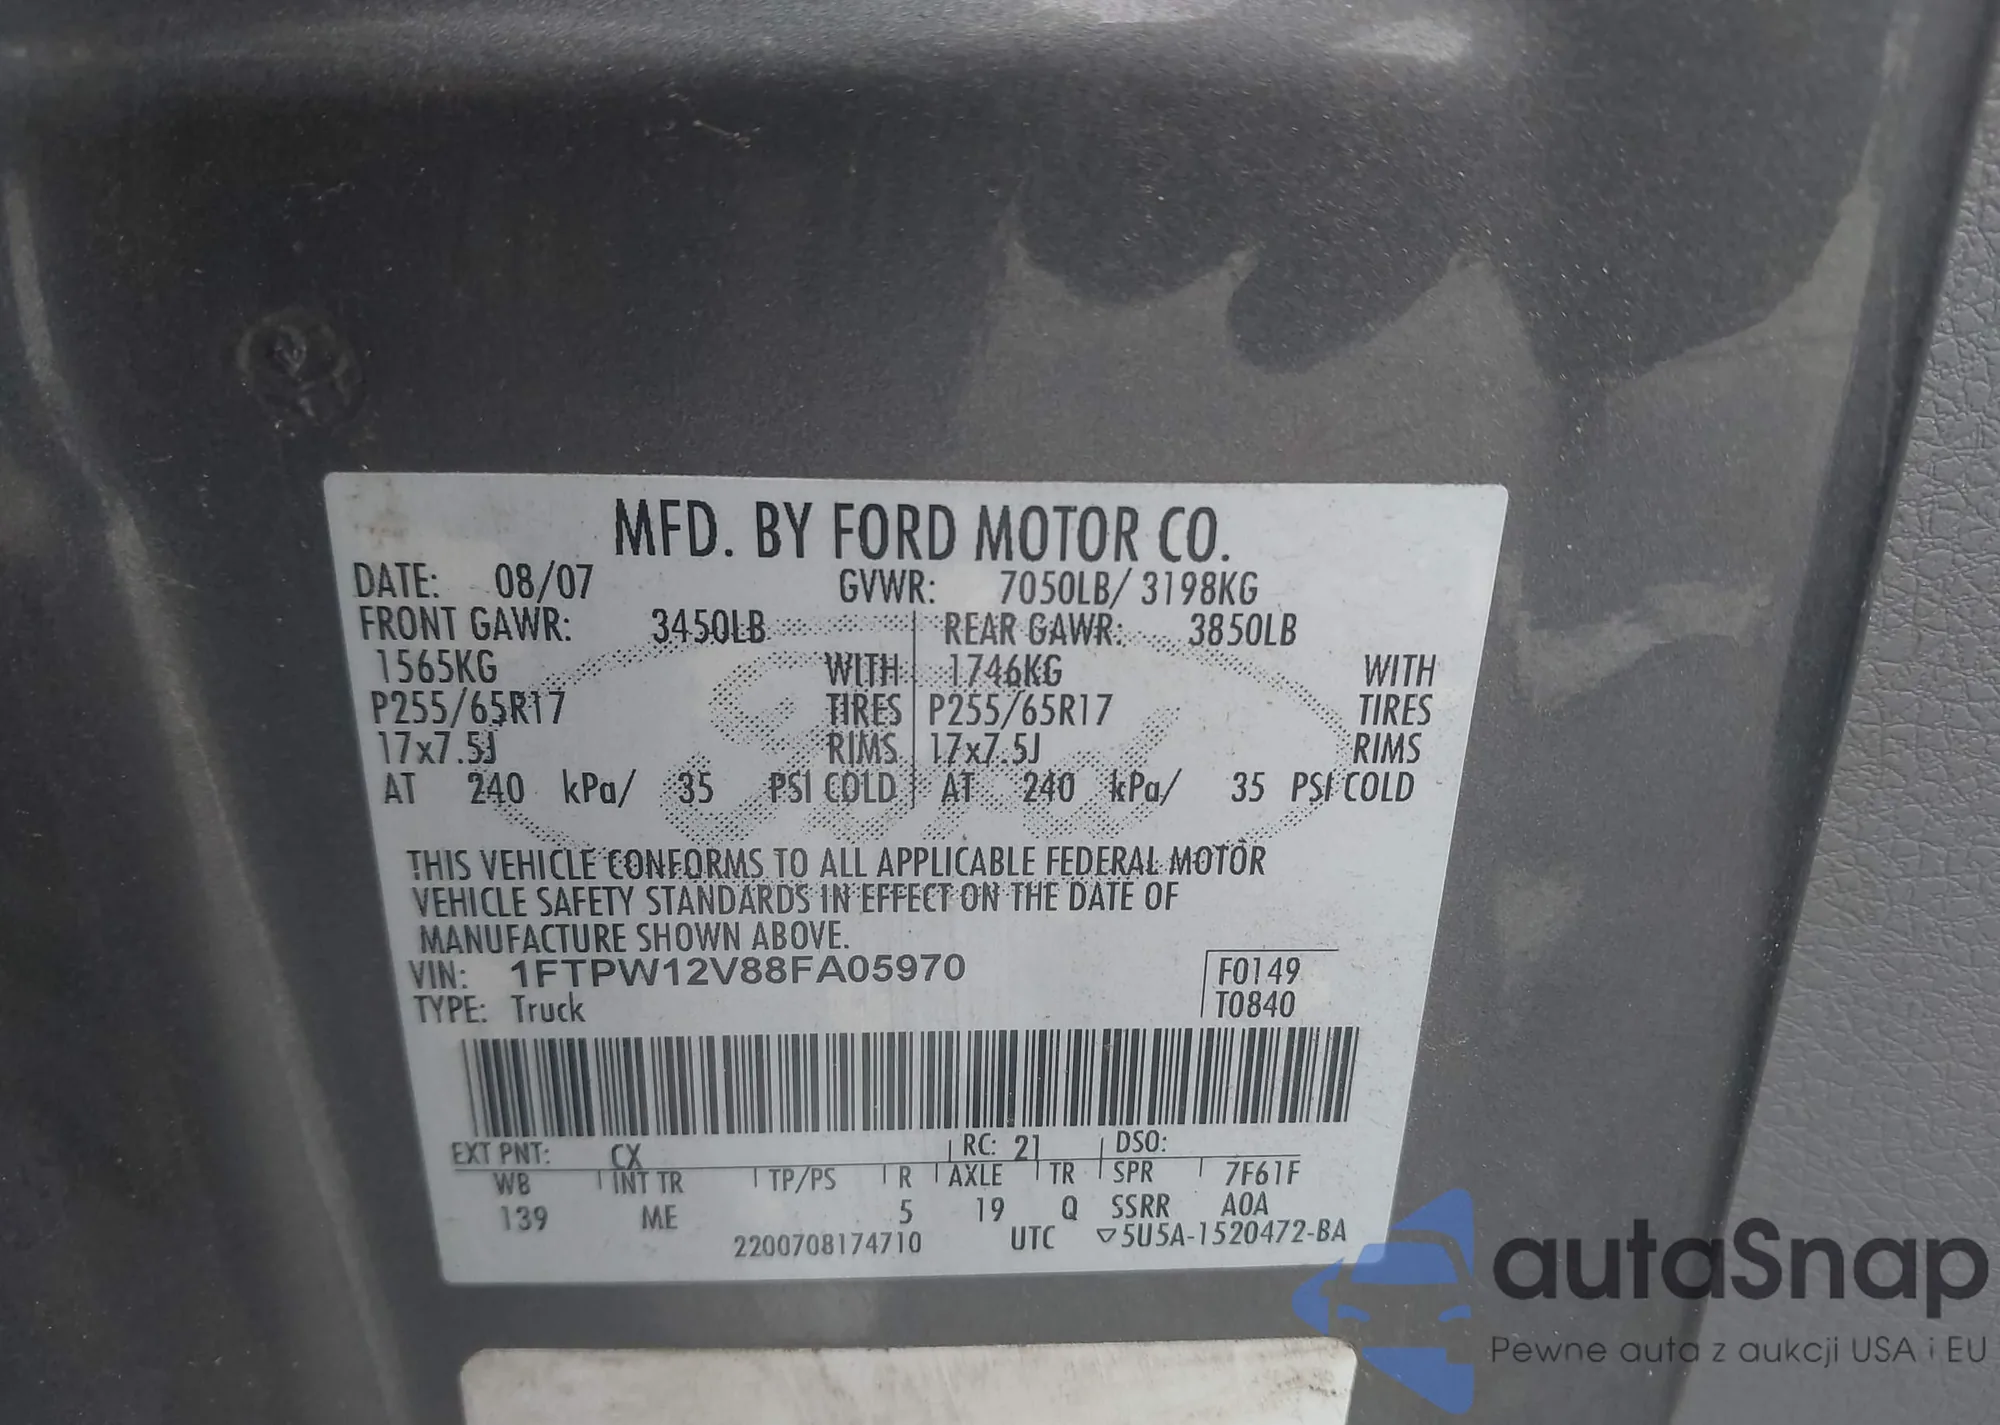 MFD. BY FORD MOTOR CO.
DATE: 08/07 GVWR: 7050LB/ 3198KG
FRONT GAWR: 3450LB REAR GAWR: 3850LB
1565KG WITH 1746KG WITH
P255/65R17 TIRES P255/65R17 TIRES
17x7.5J RIMS 17x7.5J RIMS
AT 240 kPa/ 35 PSI COLD AT 240 kPa/ 35 PSI COLD
Ford
THIS VEHICLE CONFORMS TO ALL APPLICABLE FEDERAL MOTOR
VEHICLE SAFETY STANDARDS IN EFFECT ON THE DATE OF
MANUFACTURE SHOWN ABOVE.
VIN: 1FTPW12V88FA05970 F0149
TYPE: Truck T0840
EXT PNT: CX RC: 21 DSO:
WB INT TR TP/PS R AXLE TR SPR 7F61F
139 ME 5 19 Q SSRR A0A
2200708174710 UTC ▽5U5A-1520472-BA
autaSnap
Pewne auta z aukcji USA i EU